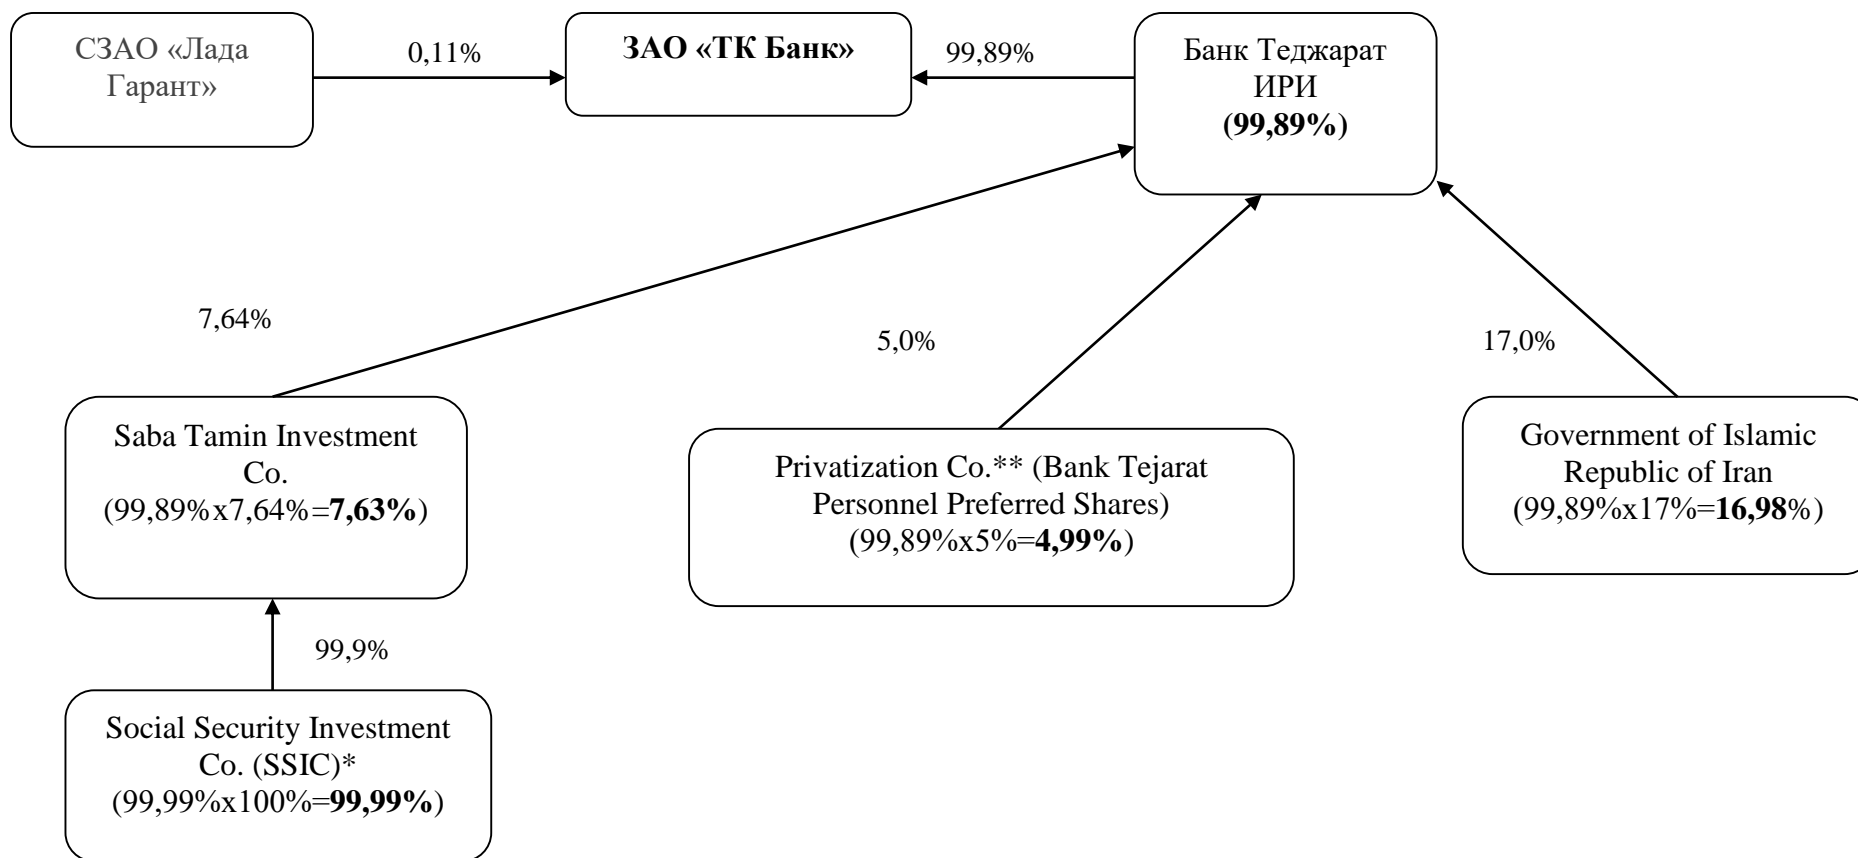 СЗАО «Лада
Гарант»
0,11%
ЗАО «ТК Банк»
99,89%
Банк Теджарат
ИРИ
(99,89%)
7,64%
5,0%
17,0%
Saba Tamin Investment
Co.
(99,89%x7,64%=7,63%)
Privatization Co.** (Bank Tejarat
Personnel Preferred Shares)
(99,89%x5%=4,99%)
Government of Islamic
Republic of Iran
(99,89%x17%=16,98%)
99,9%
Social Security Investment
Co. (SSIC)*
(99,99%x100%=99,99%)